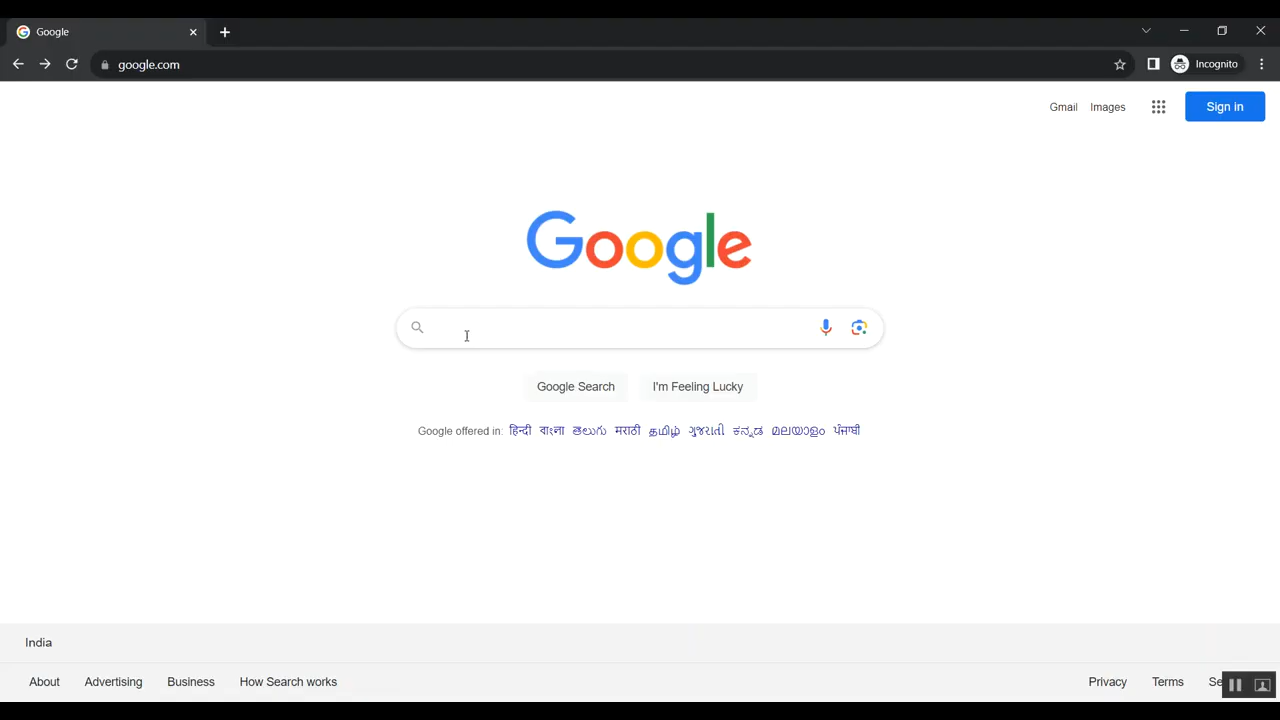 Google
google.com
Incognito
Gmail Images Sign in
Google
Google Search I'm Feeling Lucky
Google offered in: हिन्दी বাংলা తెలుగు मराठी தமிழ் ગુજરાતી ಕನ್ನಡ മലയാളം ਪੰਜਾਬੀ
India
About Advertising Business How Search works Privacy Terms